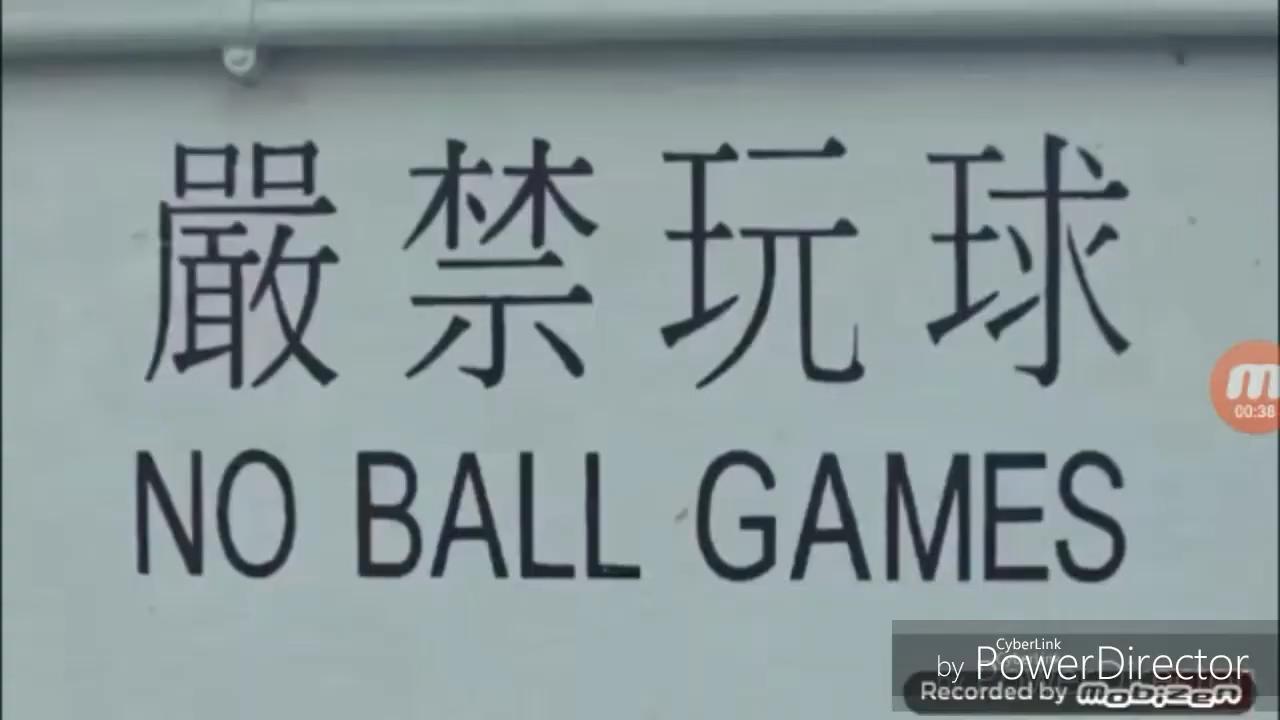 嚴禁玩球
NO BALL GAMES
m
00:38
CyberLink
by PowerDirector
Recorded by mobizen